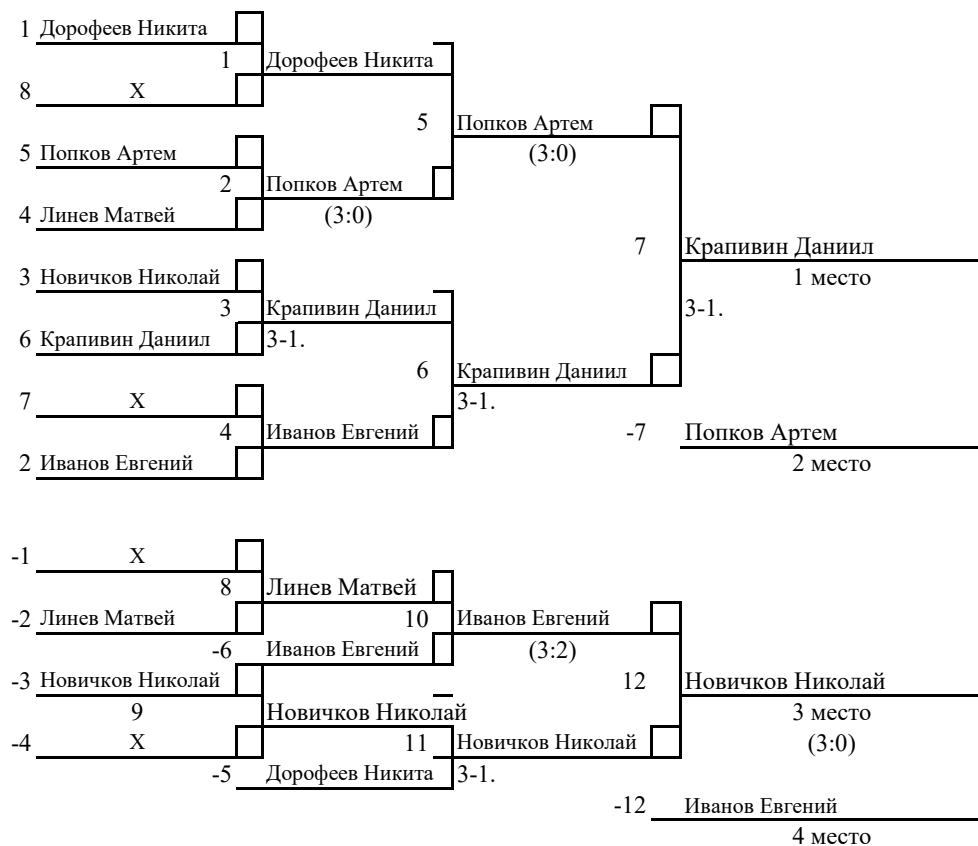 1 Дорофеев Никита
1 Дорофеев Никита
8 X
5 Попков Артем
(3:0)
5 Попков Артем
2 Попков Артем
4 Линев Матвей (3:0)
7 Крапивин Даниил
3 Новичков Николай 1 место
3 Крапивин Даниил 3-1.
6 Крапивин Даниил 3-1.
6 Крапивин Даниил
7 X 3-1.
4 Иванов Евгений -7 Попков Артем
2 Иванов Евгений 2 место
-1 X
8 Линев Матвей
-2 Линев Матвей 10 Иванов Евгений
-6 Иванов Евгений (3:2)
-3 Новичков Николай 12 Новичков Николай
9 Новичков Николай 3 место
-4 X 11 Новичков Николай (3:0)
-5 Дорофеев Никита 3-1.
-12 Иванов Евгений
4 место